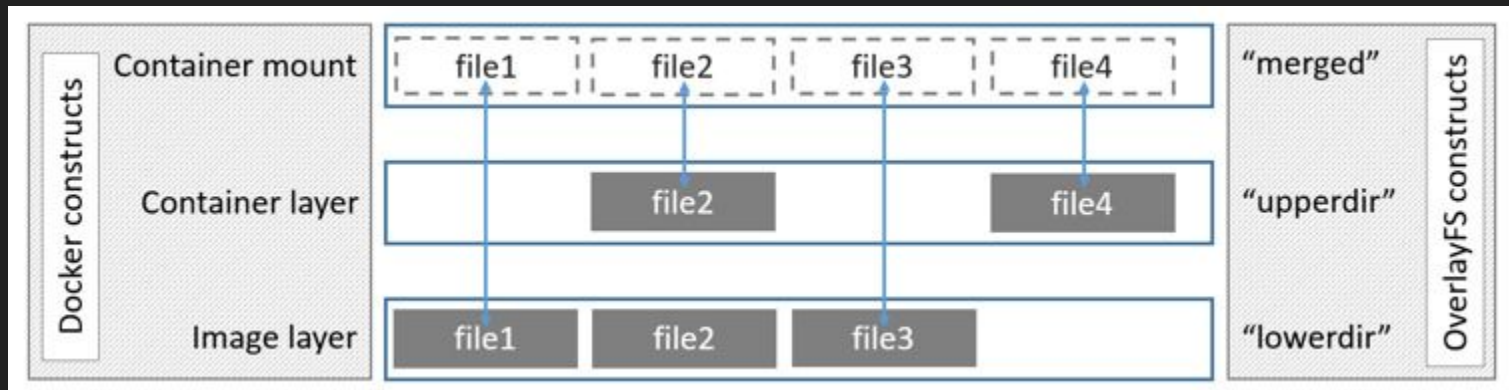 Docker constructs
Container mount
file1 file2 file3 file4
“merged”
Container layer
file2 file4
“upperdir”
Image layer
file1 file2 file3
“lowerdir”
OverlayFS constructs